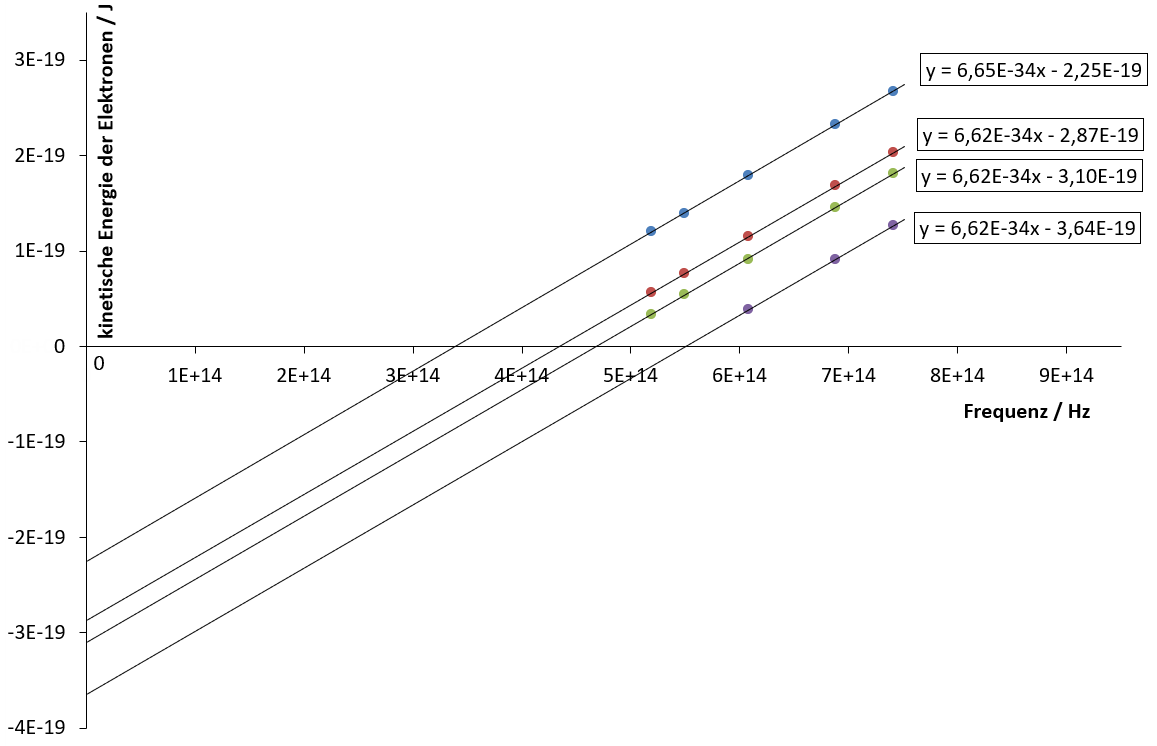 kinetische Energie der Elektronen / J
3E-19
2E-19
1E-19
0
-1E-19
-2E-19
-3E-19
-4E-19
0
1E+14
2E+14
3E+14
4E+14
5E+14
6E+14
7E+14
8E+14
9E+14
Frequenz / Hz
y = 6,65E-34x - 2,25E-19
y = 6,62E-34x - 2,87E-19
y = 6,62E-34x - 3,10E-19
y = 6,62E-34x - 3,64E-19